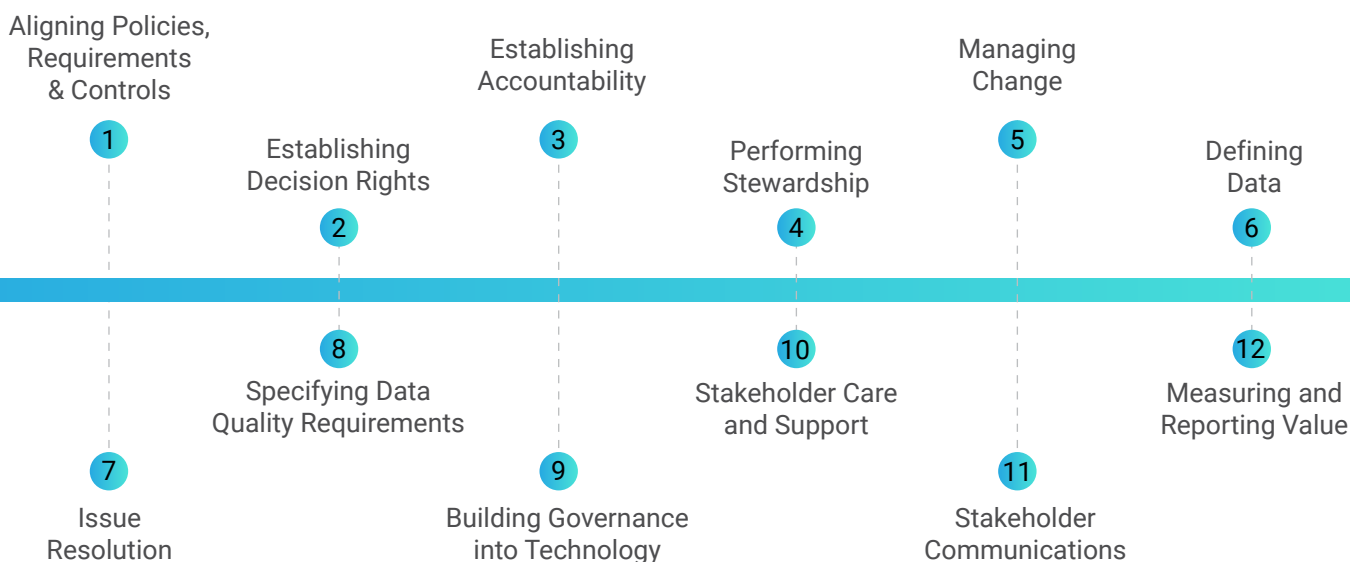 Aligning Policies,
Requirements
& Controls
1
Establishing
Decision Rights
2
Establishing
Accountability
3
Performing
Stewardship
4
Managing
Change
5
Defining
Data
6
7
Issue
Resolution
8
Specifying Data
Quality Requirements
9
Building Governance
into Technology
10
Stakeholder Care
and Support
11
Stakeholder
Communications
12
Measuring and
Reporting Value